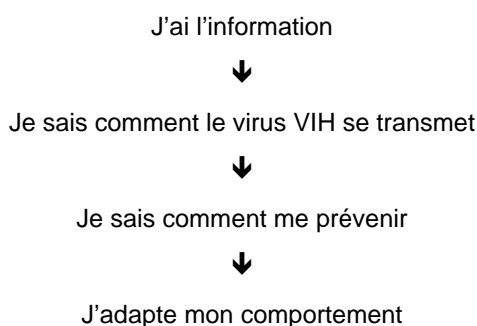 J’ai l’information
🡻
Je sais comment le virus VIH se transmet
🡻
Je sais comment me prévenir
🡻
J’adapte mon comportement